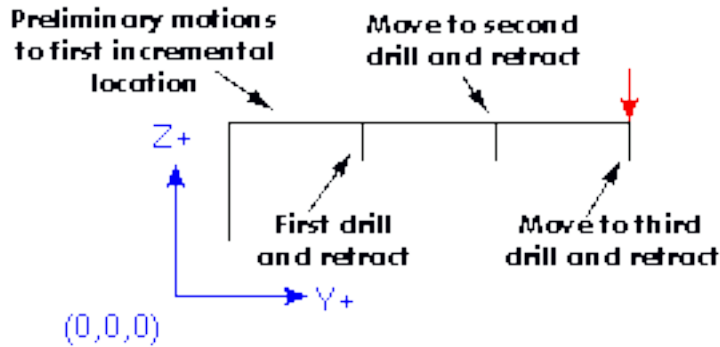 Preliminary motions
to first incremental
location
Move to second
drill and retract
Z+
First drill
and retract
Move to third
drill and retract
Y+
(0,0,0)